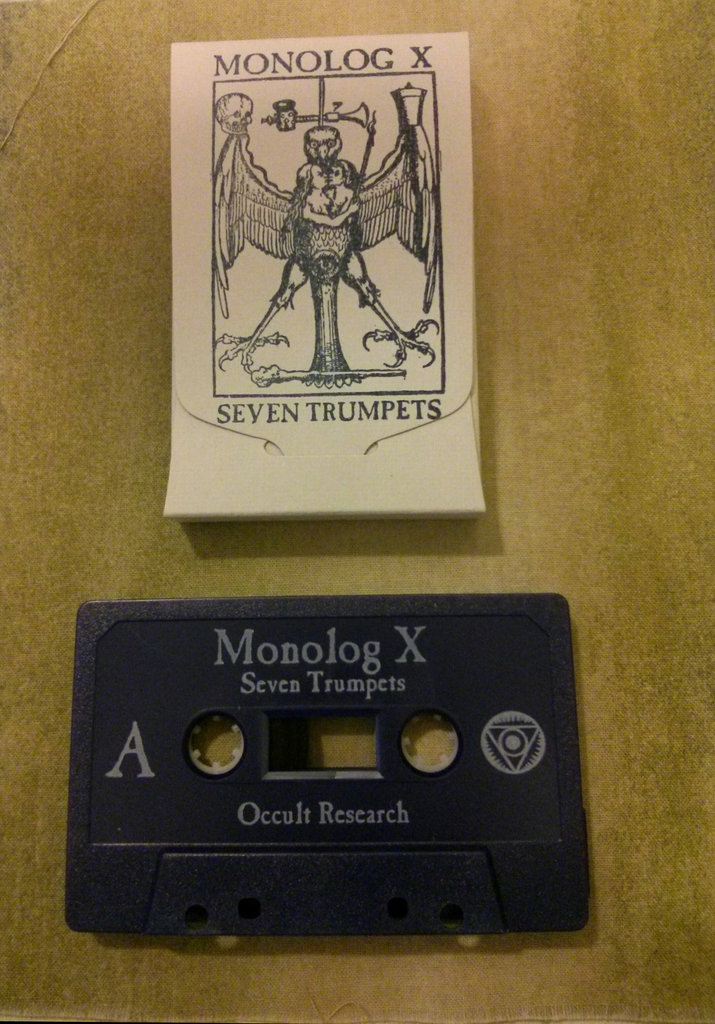 MONOLOG X
SEVEN TRUMPETS
Monolog X
Seven Trumpets
A
Occult Research